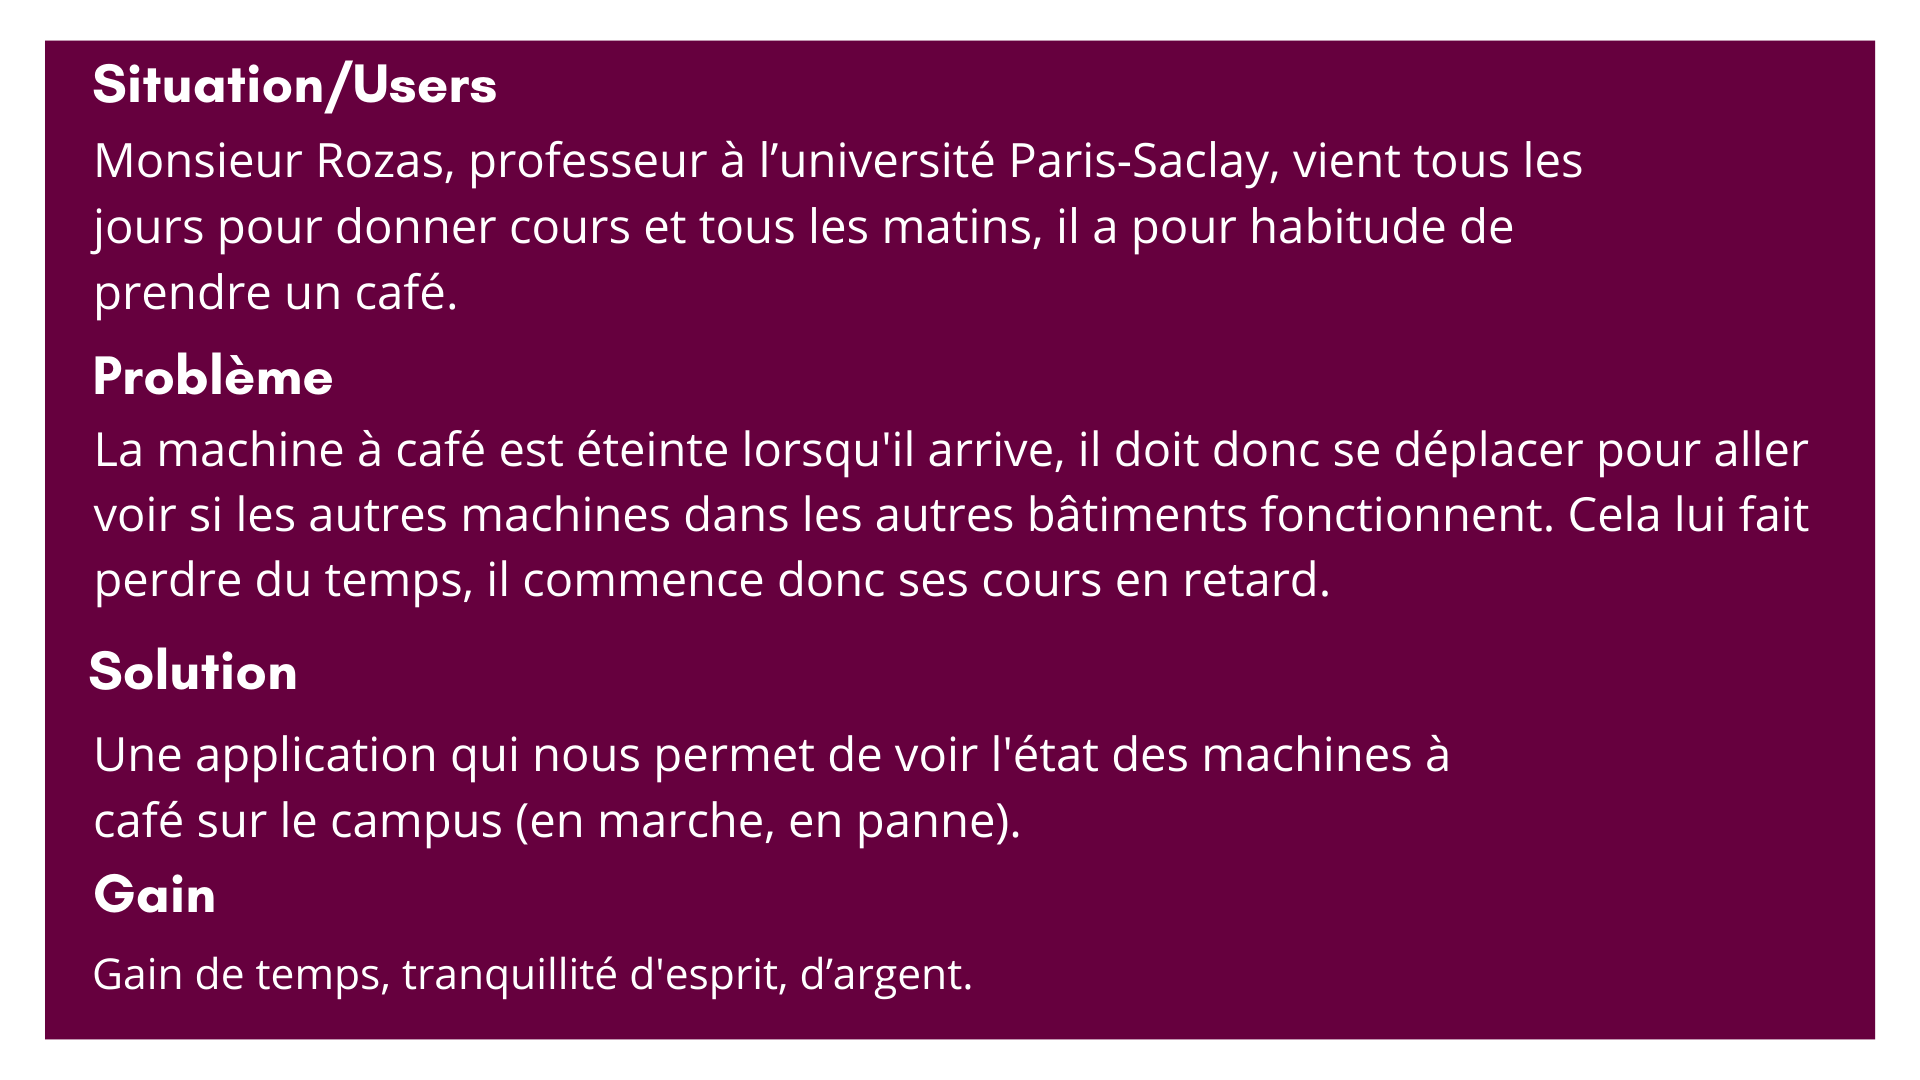 Situation/Users
Monsieur Rozas, professeur à l’université Paris-Saclay, vient tous les
jours pour donner cours et tous les matins, il a pour habitude de
prendre un café.
Problème
La machine à café est éteinte lorsqu'il arrive, il doit donc se déplacer pour aller
voir si les autres machines dans les autres bâtiments fonctionnent. Cela lui fait
perdre du temps, il commence donc ses cours en retard.
Solution
Une application qui nous permet de voir l'état des machines à
café sur le campus (en marche, en panne).
Gain
Gain de temps, tranquillité d'esprit, d’argent.